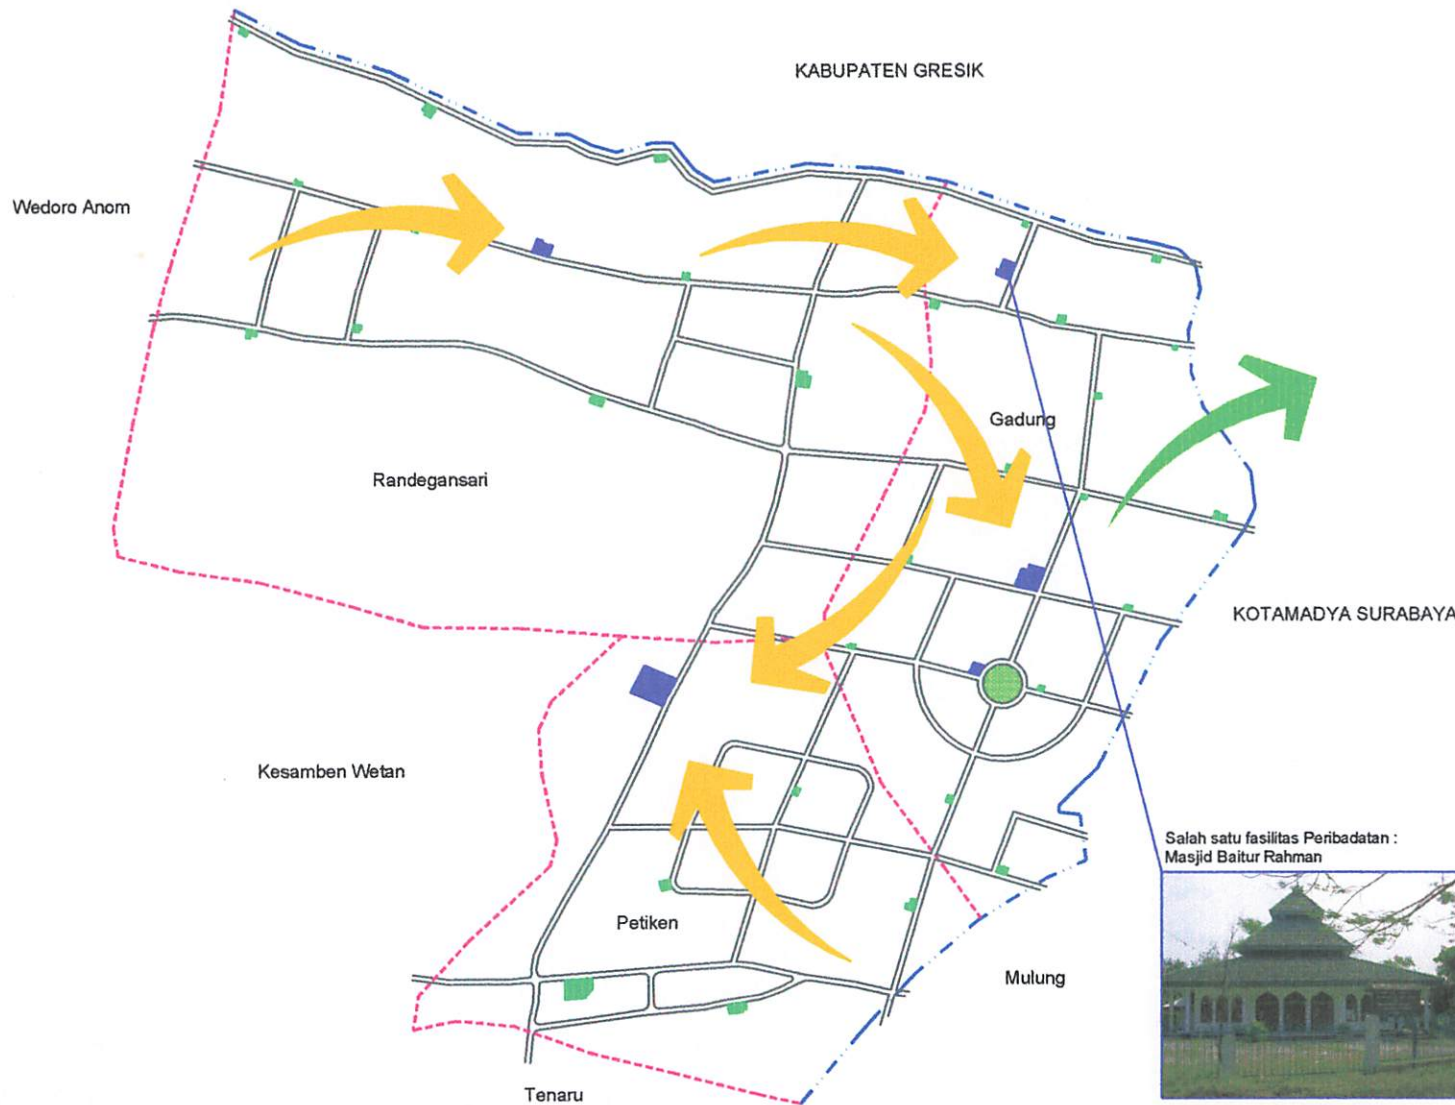 KABUPATEN GRESIK
Wedoro Anom
Gadung
Randegansari
KOTAMADYA SURABAYA
Kesamben Wetan
Salah satu fasilitas Peribadatan :
Masjid Baitur Rahman
Petiken
Mulung
Tenaru